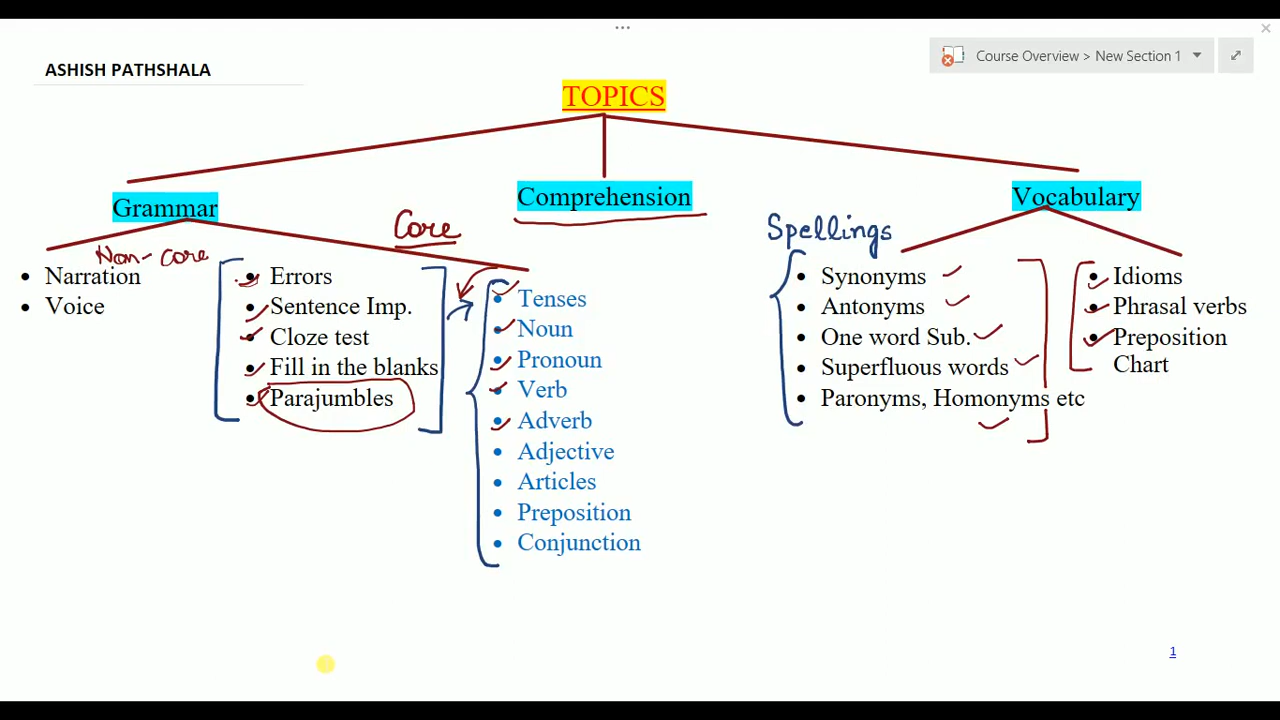 ASHISH PATHSHALA
Course Overview > New Section 1
TOPICS
Grammar
Comprehension
Vocabulary
Non-core
Core
Spellings
• Narration
• Voice
• Errors
• Sentence Imp.
• Cloze test
• Fill in the blanks
• Parajumbles
• Tenses
• Noun
• Pronoun
• Verb
• Adverb
• Adjective
• Articles
• Preposition
• Conjunction
• Synonyms
• Antonyms
• One word Sub.
• Superfluous words
• Paronyms, Homonyms etc
• Idioms
• Phrasal verbs
• Preposition
Chart
1